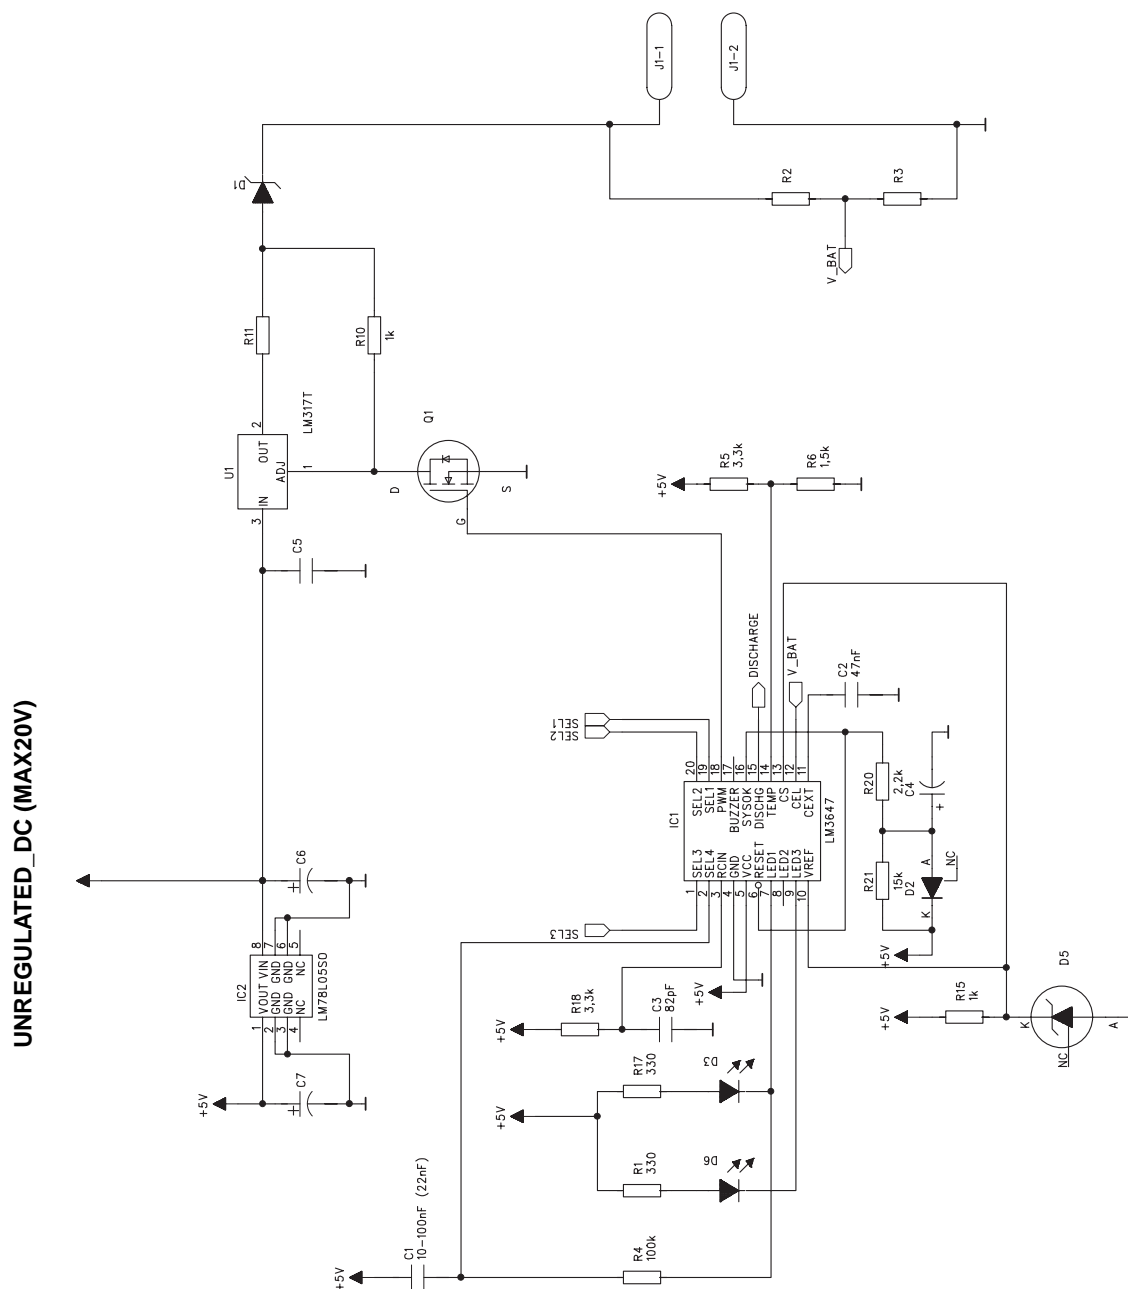 UNREGULATED_DC (MAX20V)
J1-1
J1-2
D1
R2
R3
V_BAT
R11
R10
1k
LM317T
U1
IN
OUT
ADJ
3
2
1
Q1
D
S
G
C5
R5
3,3k
R6
1,5k
+5V
DISCHARGE
V_BAT
C2
47nF
SEL1
SEL2
20
19
18
17
16
15
14
13
12
11
IC1
SEL2
SEL1
PWM
BUZZER
SYSOK
DISCHG
TEMP
CS
CEL
CEXT
LM3647
SEL3
SEL4
RCIN
GND
VCC
RESET
LED1
LED2
LED3
VREF
1
2
3
4
5
6
7
8
9
10
R20
2,2k
C4
+
R21
15k
D2
A
K
NC
+5V
SEL3
+5V
R18
3,3k
C3
82pF
+5V
R15
1k
+5V
D5
K
A
NC
C6
+
IC2
LM78L05SO
8
7
6
5
VIN
GND
GND
NC
VOUT
GND
GND
NC
1
2
3
4
C7
+
+5V
R17
330
D3
+5V
R1
330
D6
C1
10-100nF (22nF)
+5V
R4
100k